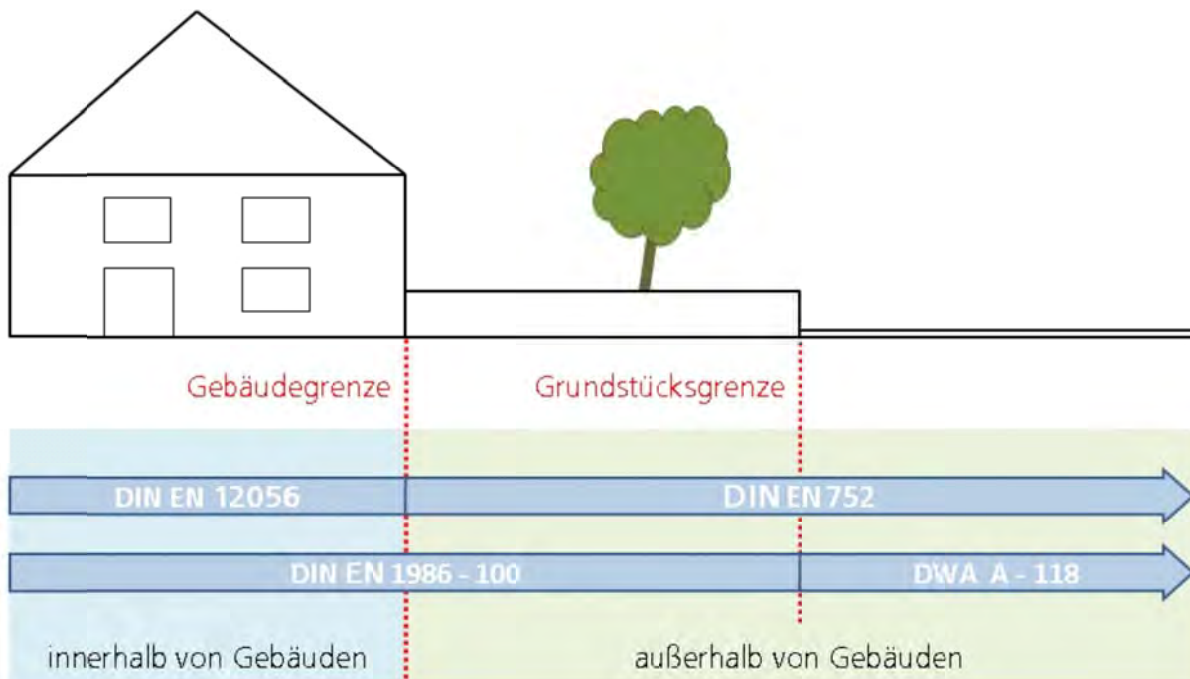 Gebäudegrenze
Grundstücksgrenze
DIN EN 12056
DIN EN 752
DIN EN 1986 - 100
DWA A - 118
innerhalb von Gebäuden
außerhalb von Gebäuden